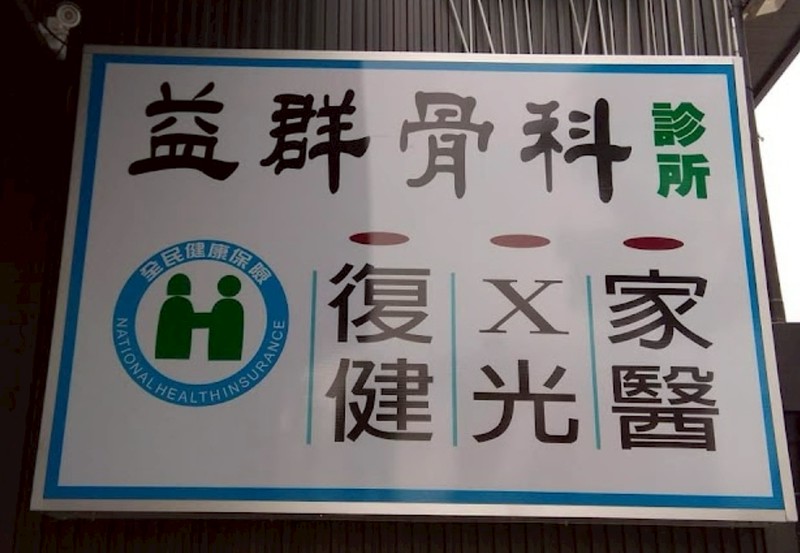 益群骨科診所
全民健康保險
NATIONAL HEALTH INSURANCE
復健
X光
家醫